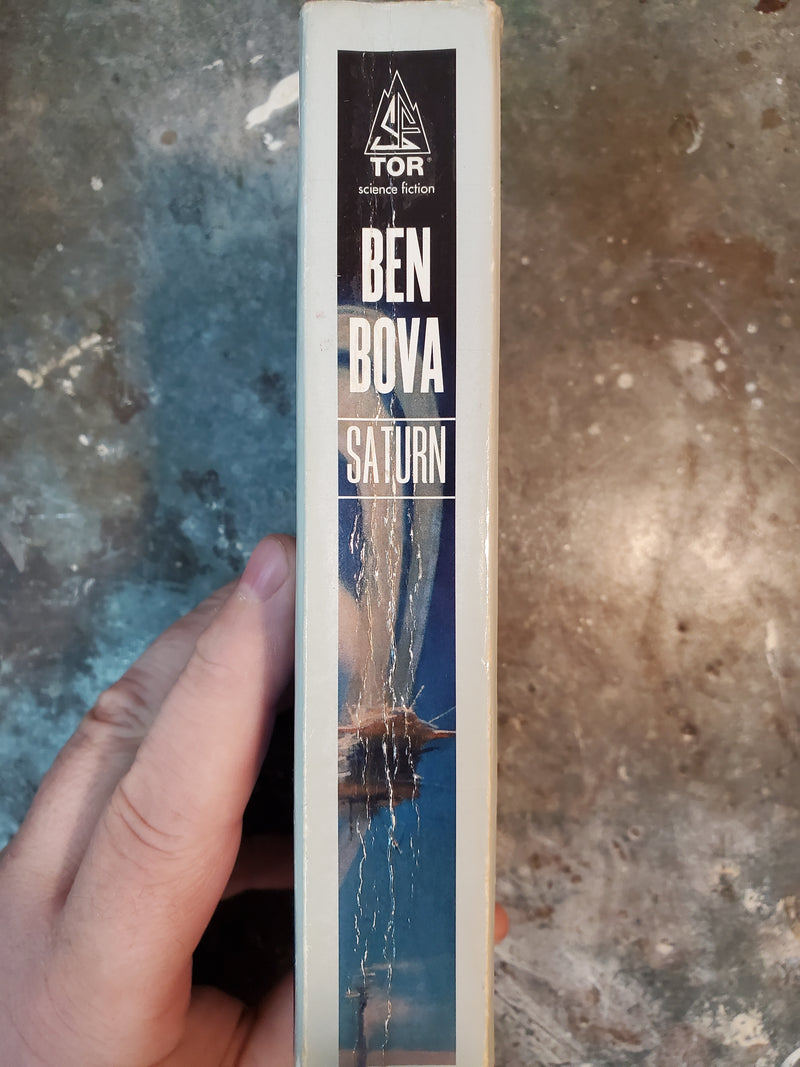 SF
TOR®
science fiction
BEN
BOVA
SATURN